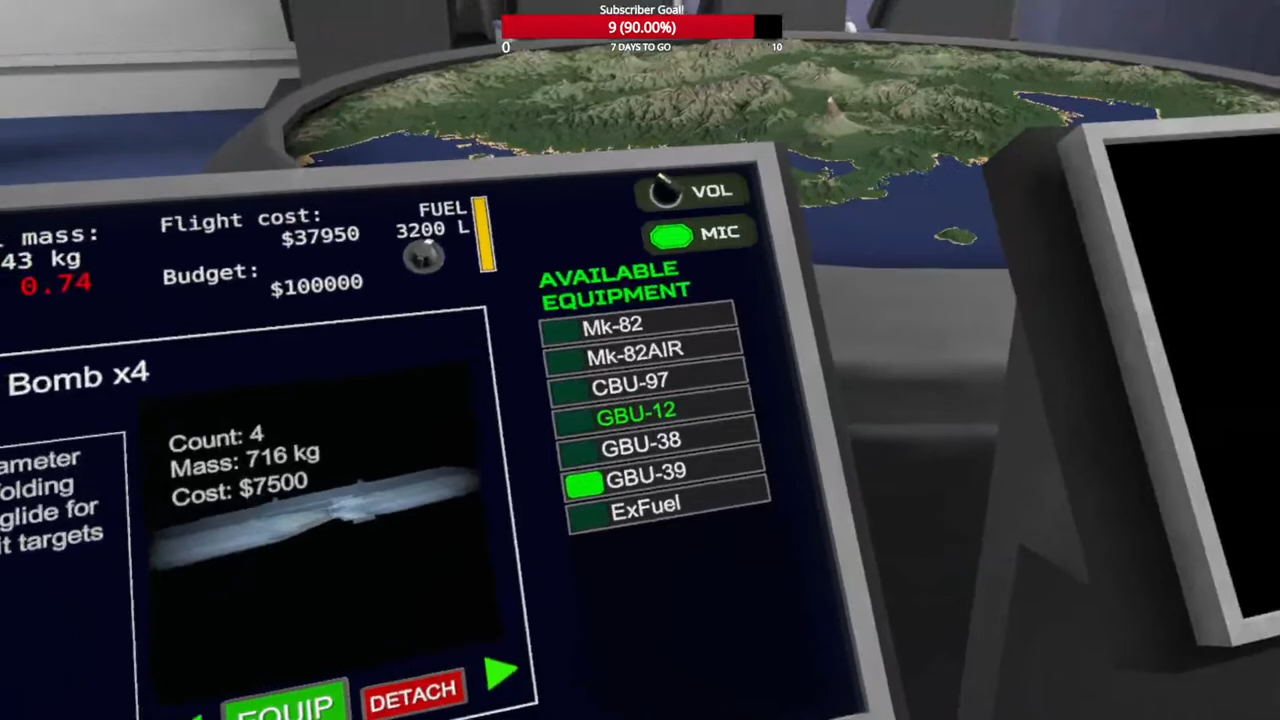 Subscriber Goal!
9 (90.00%)
0
7 DAYS TO GO
10
mass:
43 kg
0.74
Flight cost:
$37950
Budget:
$100000
FUEL
3200 L
VOL
MIC
AVAILABLE
EQUIPMENT
Mk-82
Mk-82AIR
CBU-97
GBU-12
GBU-38
GBU-39
ExFuel
Bomb x4
Count: 4
Mass: 716 kg
Cost: $7500
ameter
olding
glide for
it targets
EQUIP
DETACH